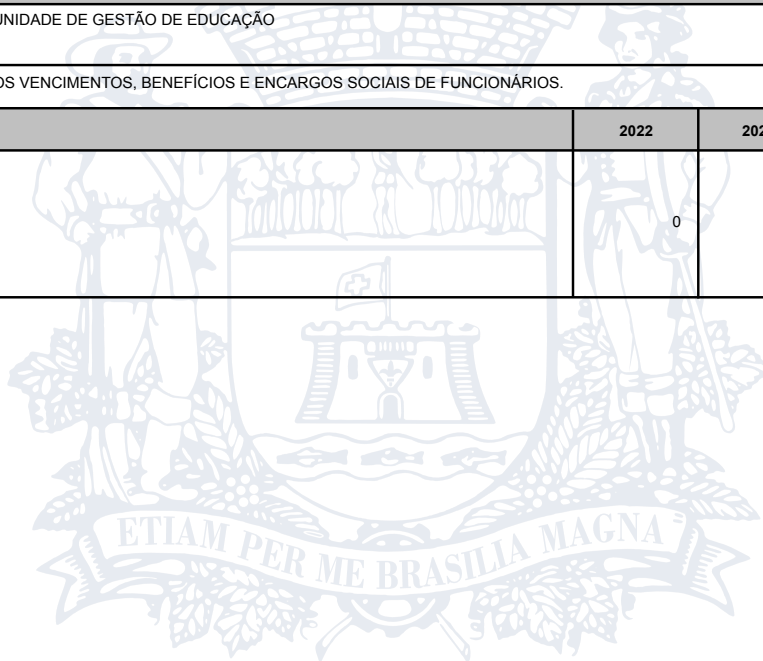 UNIDADE DE GESTÃO DE EDUCAÇÃO
OS VENCIMENTOS, BENEFÍCIOS E ENCARGOS SOCIAIS DE FUNCIONÁRIOS.
2022 202
0
ETIAM PER ME BRASILIA MAGNA